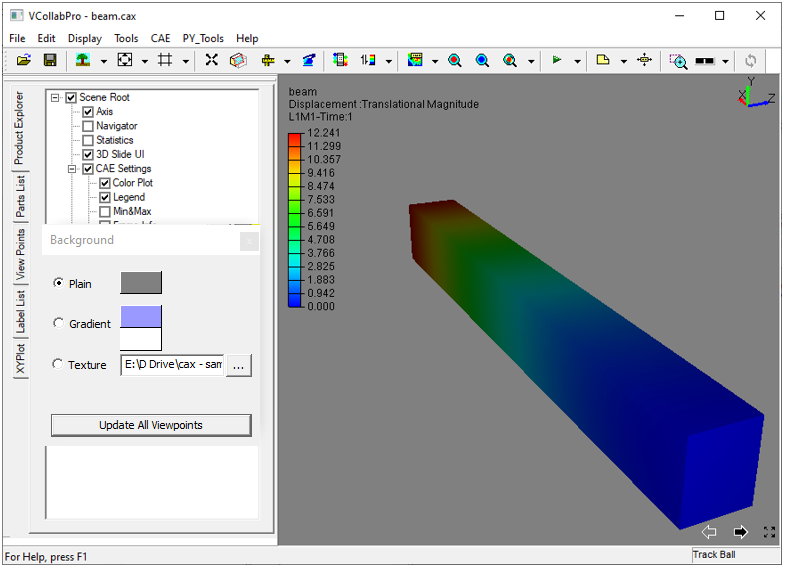 VCollabPro - beam.cax
File Edit Display Tools CAE PY_Tools Help
Product Explorer
Parts List
View Points
Label List
XYPlot
Scene Root
Axis
Navigator
Statistics
3D Slide UI
CAE Settings
Color Plot
Legend
Min&Max
Background
x
Plain
Gradient
Texture
E:\D Drive\cax - sam
...
Update All Viewpoints
beam
Displacement :Translational Magnitude
L1M1-Time:1
12.241
11.299
10.357
9.416
8.474
7.533
6.591
5.649
4.708
3.766
2.825
1.883
0.942
0.000
Y
X
Z
For Help, press F1
Track Ball